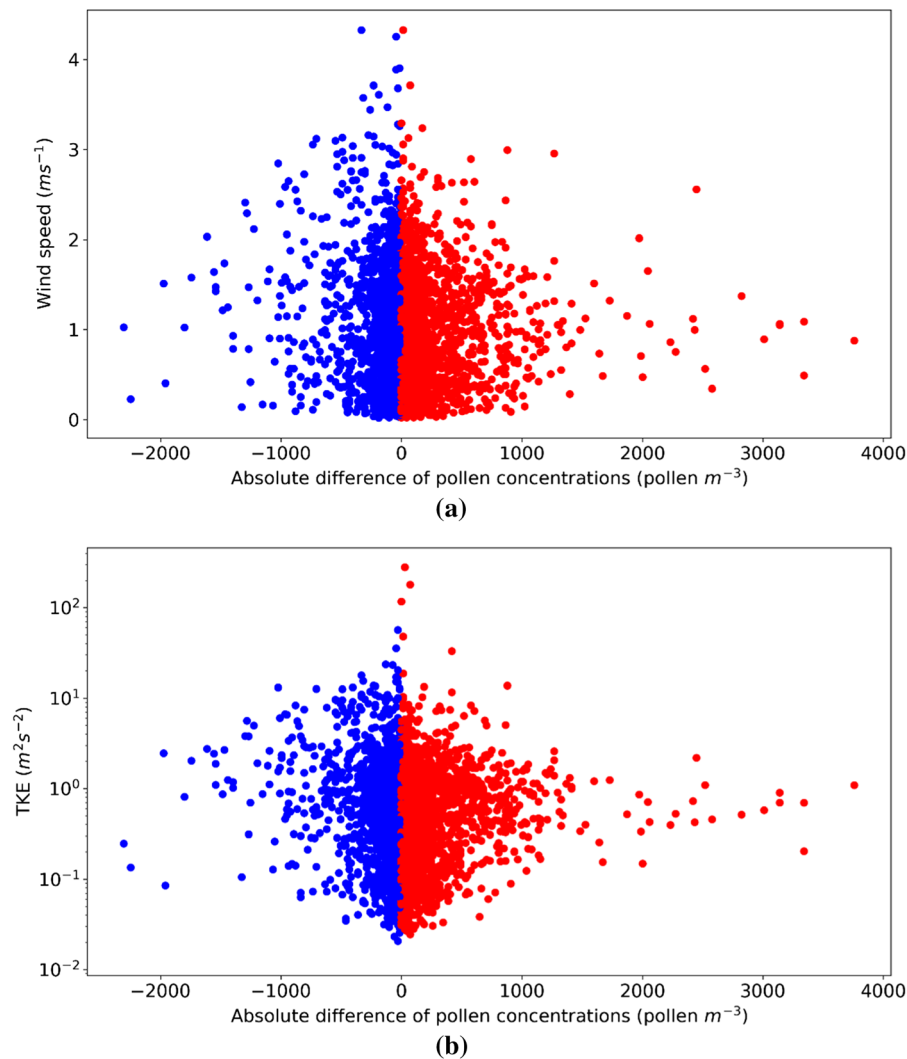 4
3
2
1
0
Wind speed (ms⁻¹)
−2000 −1000 0 1000 2000 3000 4000
Absolute difference of pollen concentrations (pollen m⁻³)
(a)
10²
10¹
10⁰
10⁻¹
10⁻²
TKE (m²s⁻²)
−2000 −1000 0 1000 2000 3000 4000
Absolute difference of pollen concentrations (pollen m⁻³)
(b)